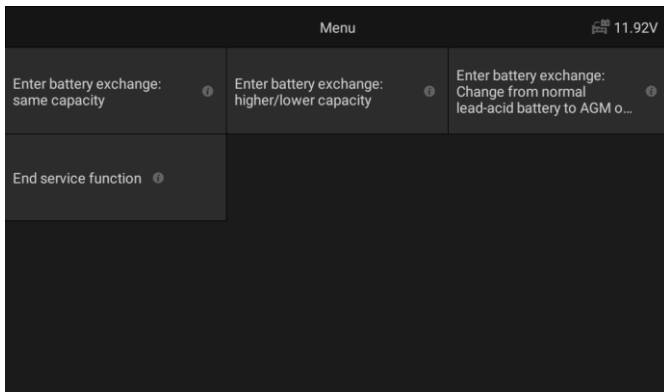 Menu
11.92V
Enter battery exchange:
same capacity
Enter battery exchange:
higher/lower capacity
Enter battery exchange:
Change from normal
lead-acid battery to AGM o...
End service function